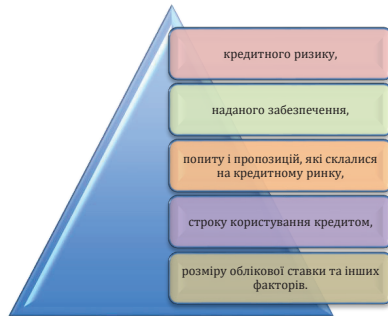 кредитного ризику,
наданого забезпечення,
попиту і пропозицій, які склалися
на кредитному ринку,
строку користування кредитом,
розміру облікової ставки та інших
факторів.